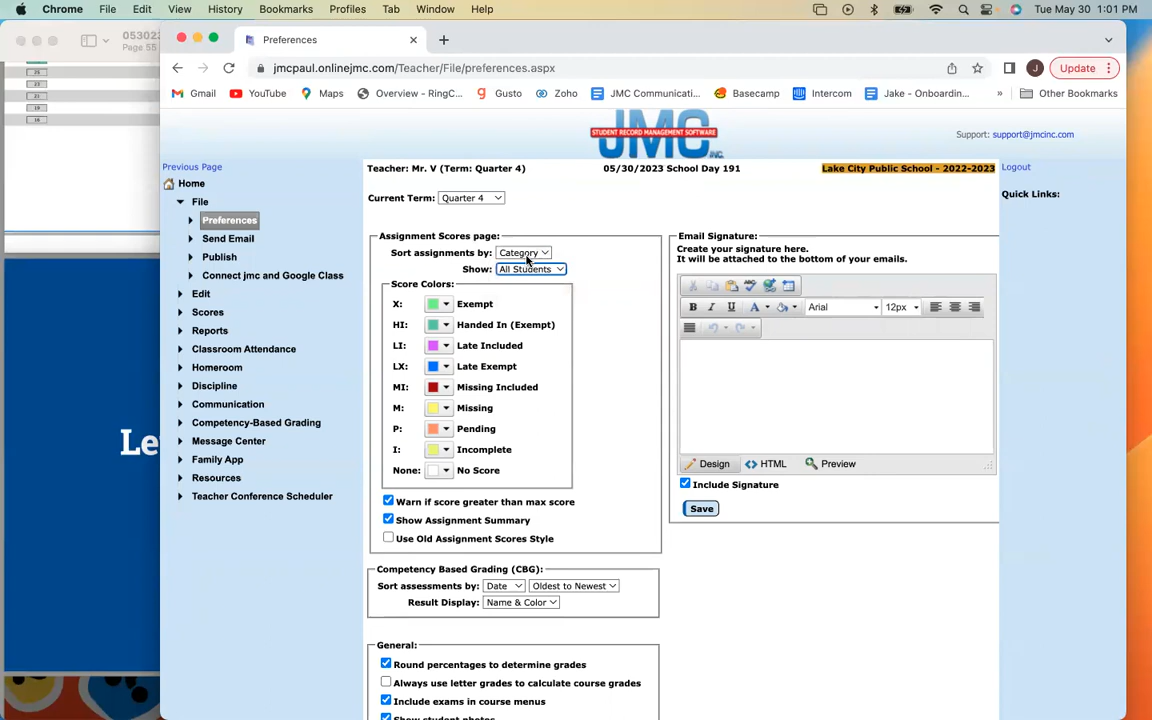 Chrome File Edit View History Bookmarks Profiles Tab Window Help Tue May 30 1:01 PM
053023
Page 55
Preferences
jmcpaul.onlinejmc.com/Teacher/File/preferences.aspx Update
Gmail YouTube Maps Overview - RingC... Gusto Zoho JMC Communicati... Basecamp Intercom Jake - Onboardin... » Other Bookmarks
JMC INC.
STUDENT RECORD MANAGEMENT SOFTWARE
Support: support@jmcinc.com
Previous Page
Home
File
Preferences
Send Email
Publish
Connect jmc and Google Class
Edit
Scores
Reports
Classroom Attendance
Homeroom
Discipline
Communication
Competency-Based Grading
Message Center
Family App
Resources
Teacher Conference Scheduler
Le
Teacher: Mr. V (Term: Quarter 4) 05/30/2023 School Day 191 Lake City Public School - 2022-2023
Current Term: Quarter 4
Assignment Scores page:
Sort assignments by: Category
Show: All Students
Score Colors:
X: Exempt
HI: Handed In (Exempt)
LI: Late Included
LX: Late Exempt
MI: Missing Included
M: Missing
P: Pending
I: Incomplete
None: No Score
Warn if score greater than max score
Show Assignment Summary
Use Old Assignment Scores Style
Competency Based Grading (CBG):
Sort assessments by: Date Oldest to Newest
Result Display: Name & Color
General:
Round percentages to determine grades
Always use letter grades to calculate course grades
Include exams in course menus
Show student photos
Email Signature:
Create your signature here.
It will be attached to the bottom of your emails.
B I U A Arial 12px
Design HTML Preview
Include Signature
Save
Logout
Quick Links: